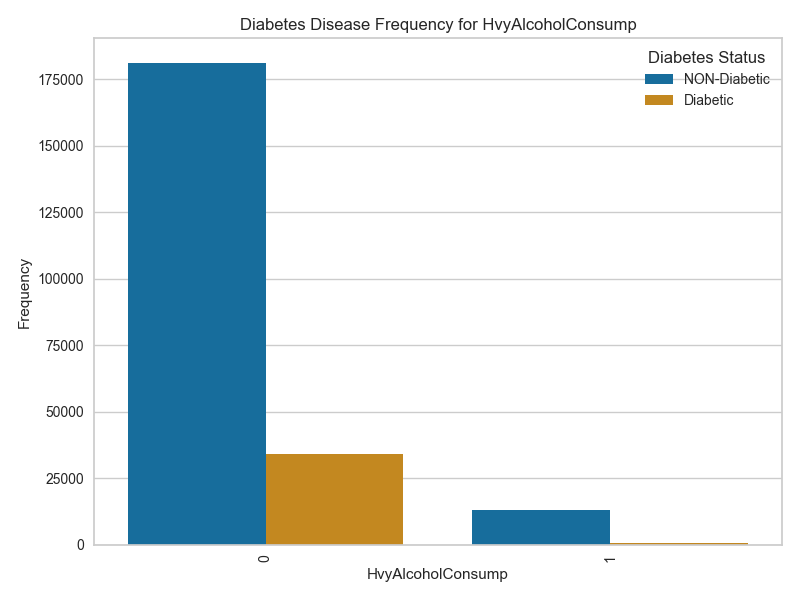 Diabetes Disease Frequency for HvyAlcoholConsump
Diabetes Status
NON-Diabetic
Diabetic
Frequency
175000
150000
125000
100000
75000
50000
25000
0
0
1
HvyAlcoholConsump